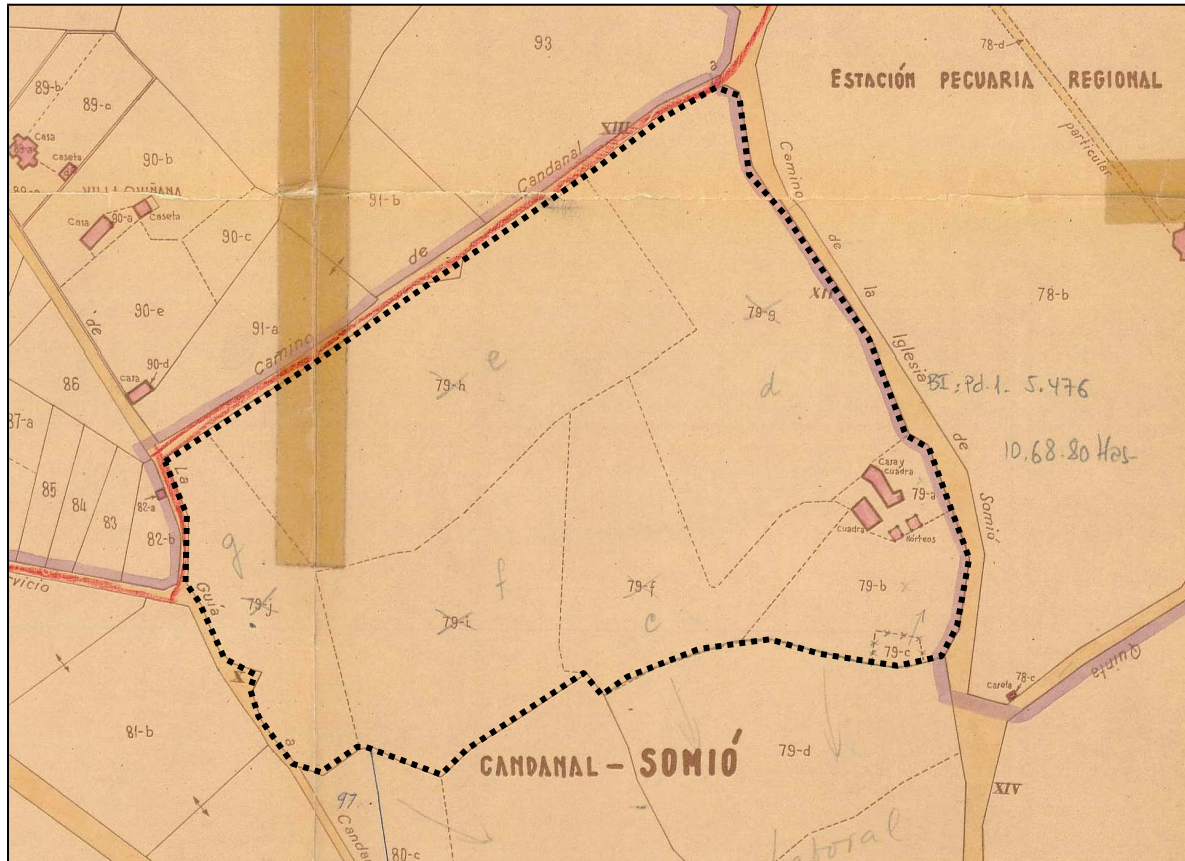 93
78-d
ESTACIÓN PECUARIA REGIONAL
particular
89-b
89-c
Casa
caseta
90-b
VILLA QUIÑANA
Casa
90-a
Caseta
90-c
91-b
XIII
a
Camino de Candanal
Camino de la Iglesia de Somió
XII
78-b
90-e
91-a
90-d
casa
86
de
79-g
79-h
e
d
BI: Pd. 1. 5.476
10.68.80 Has
87-a
85
84
83
82-a
82-b
La Guía
Casa y cuadra
79-a
cuadra
Hórreos
g
f
79-f
c
79-b
79-j
79-i
79-c
X
81-b
a
CANDANAL - SOMIÓ
79-d
caseta
78-c
Quinta
XIV
97
80-c